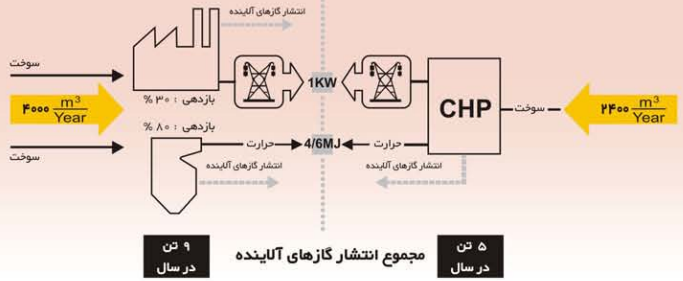 انتشار گازهای آلاینده
سوخت
۴۰۰۰ m³/Year
بازدهی : ۳۰ %
بازدهی : ۸۰ %
سوخت
1KW
حرارت
4/6MJ
حرارت
انتشار گازهای آلاینده
انتشار گازهای آلاینده
CHP
سوخت
۲۴۰۰ m³/Year
۹ تن
در سال
مجموع انتشار گازهای آلاینده
۵ تن
در سال